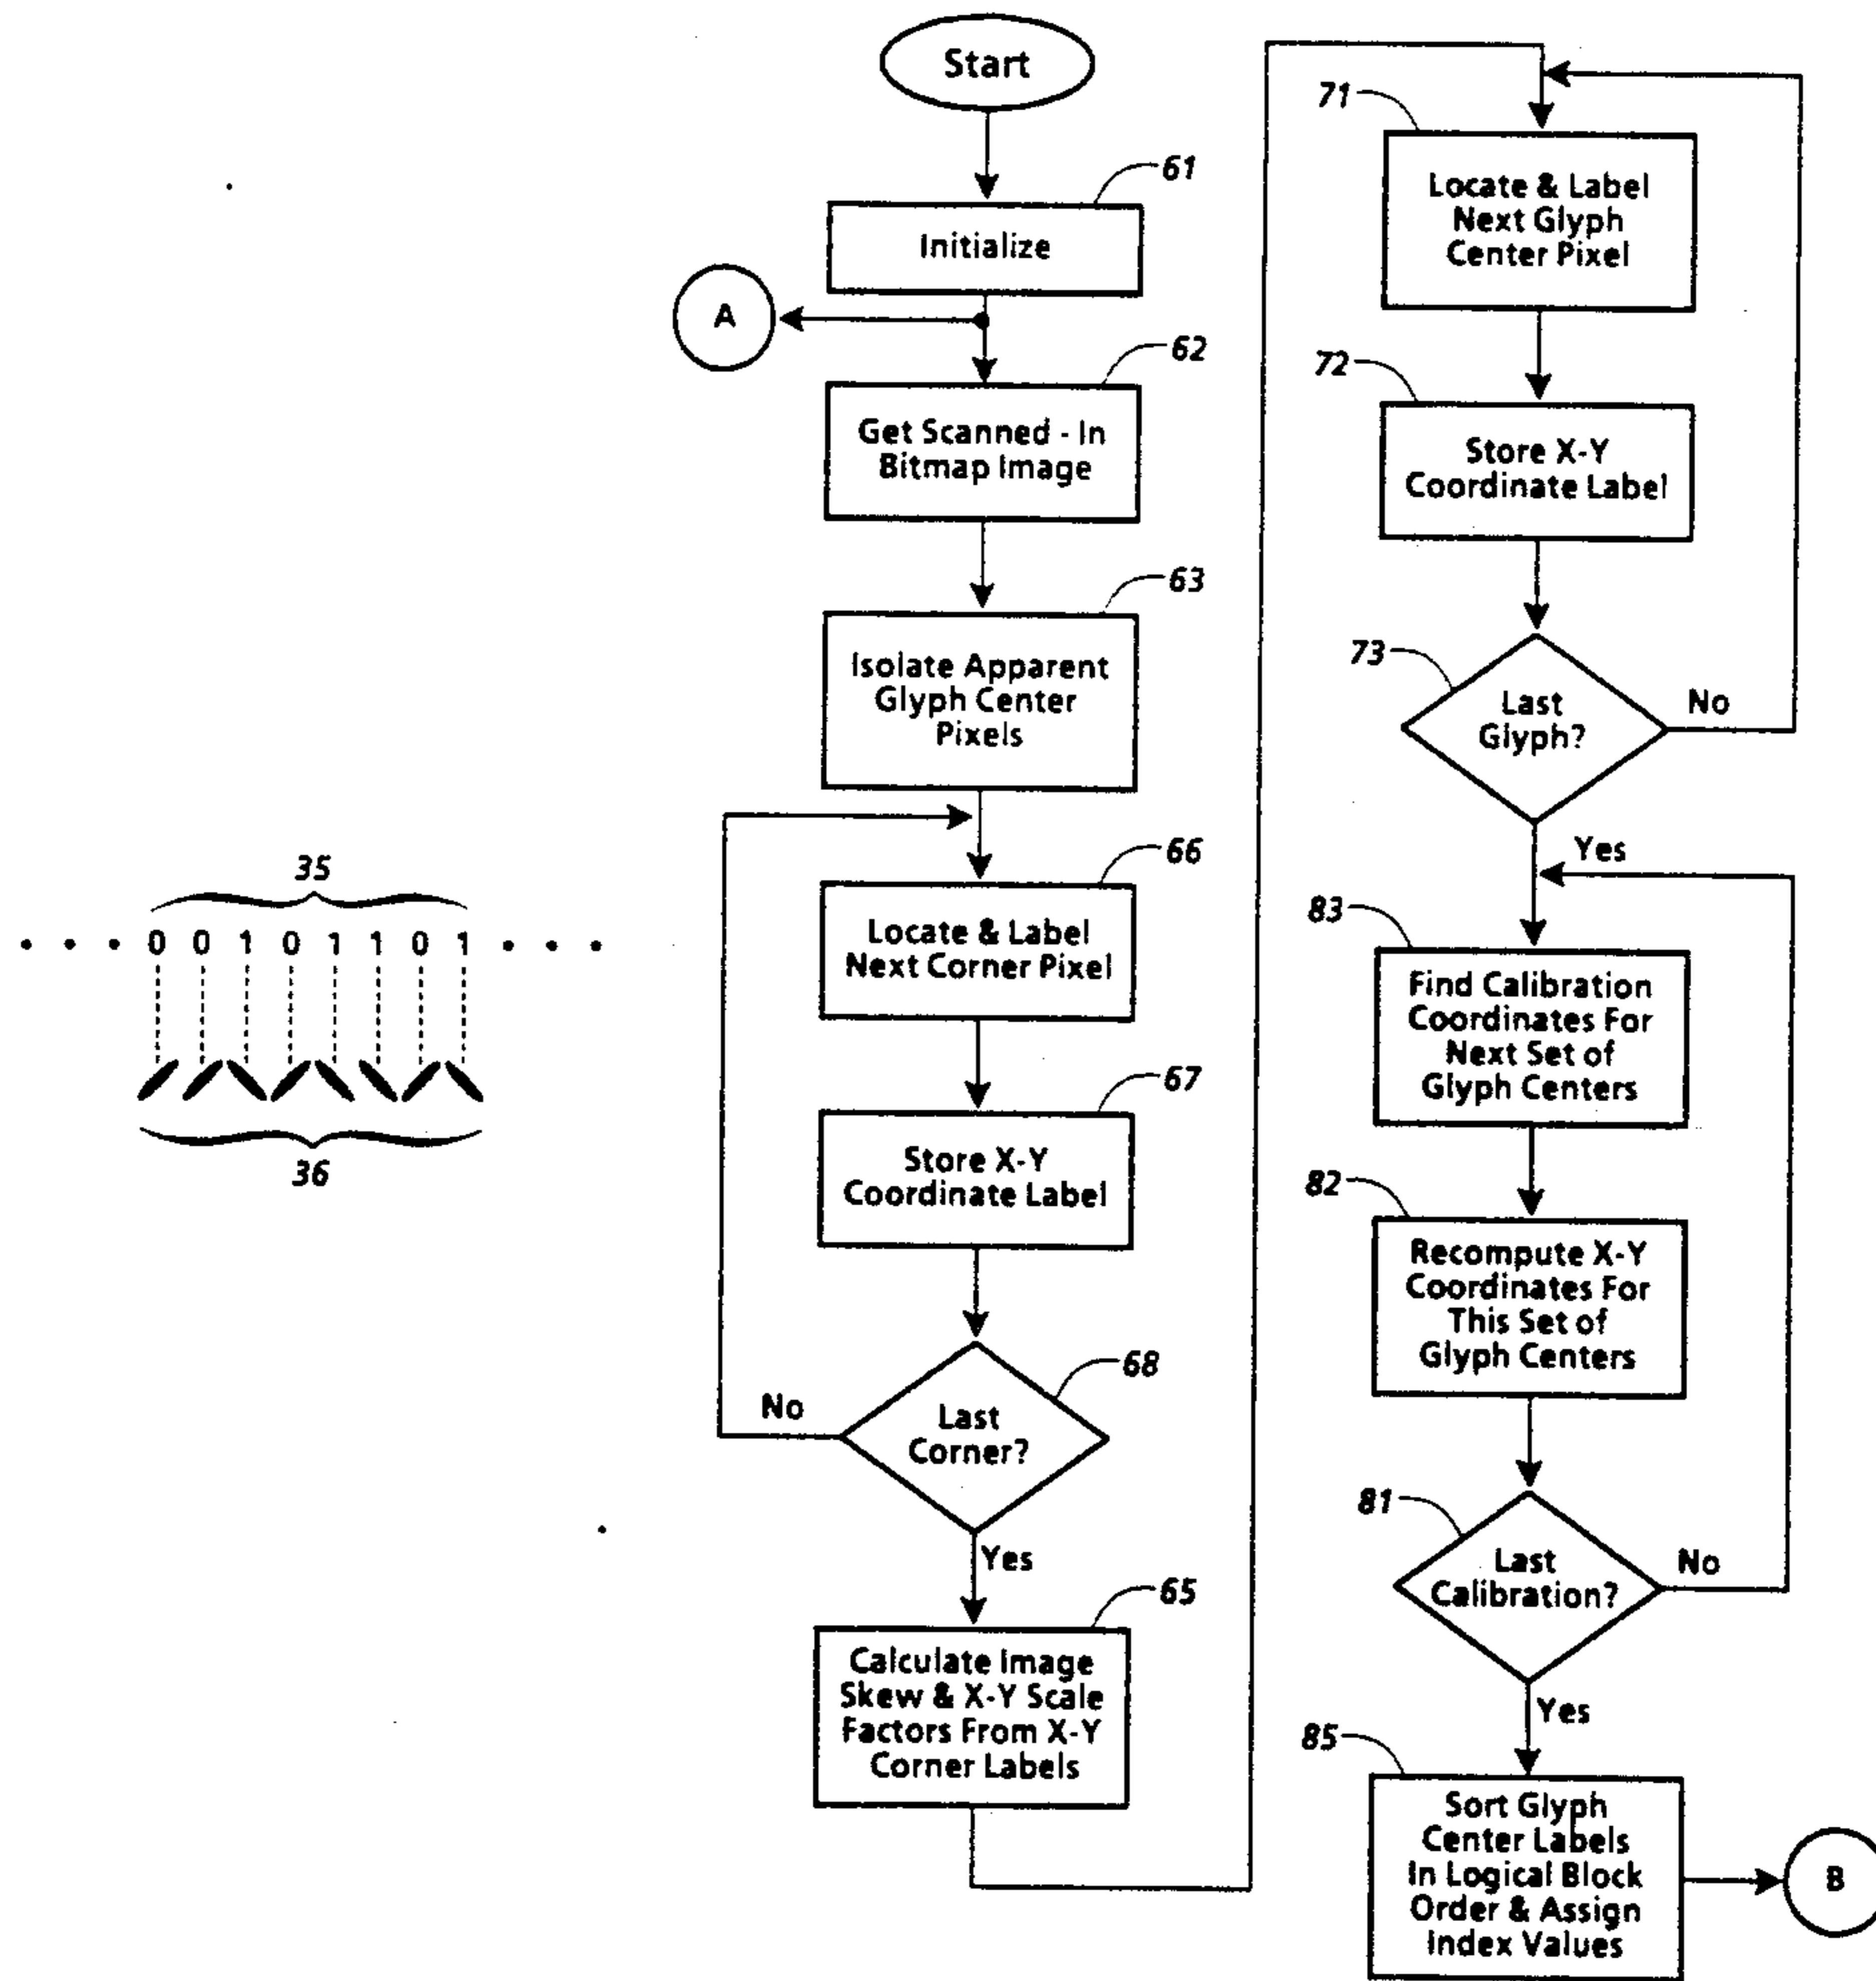 35
. . . 0 0 1 0 1 1 0 1 . . .
36
Start
61
Initialize
A
62
Get Scanned - In
Bitmap Image
63
Isolate Apparent
Glyph Center
Pixels
66
Locate & Label
Next Corner Pixel
67
Store X-Y
Coordinate Label
68
Last
Corner?
No
Yes
65
Calculate Image
Skew & X-Y Scale
Factors From X-Y
Corner Labels
71
Locate & Label
Next Glyph
Center Pixel
72
Store X-Y
Coordinate Label
73
Last
Glyph?
No
Yes
83
Find Calibration
Coordinates For
Next Set of
Glyph Centers
82
Recompute X-Y
Coordinates For
This Set of
Glyph Centers
81
Last
Calibration?
No
Yes
85
Sort Glyph
Center Labels
In Logical Block
Order & Assign
Index Values
B